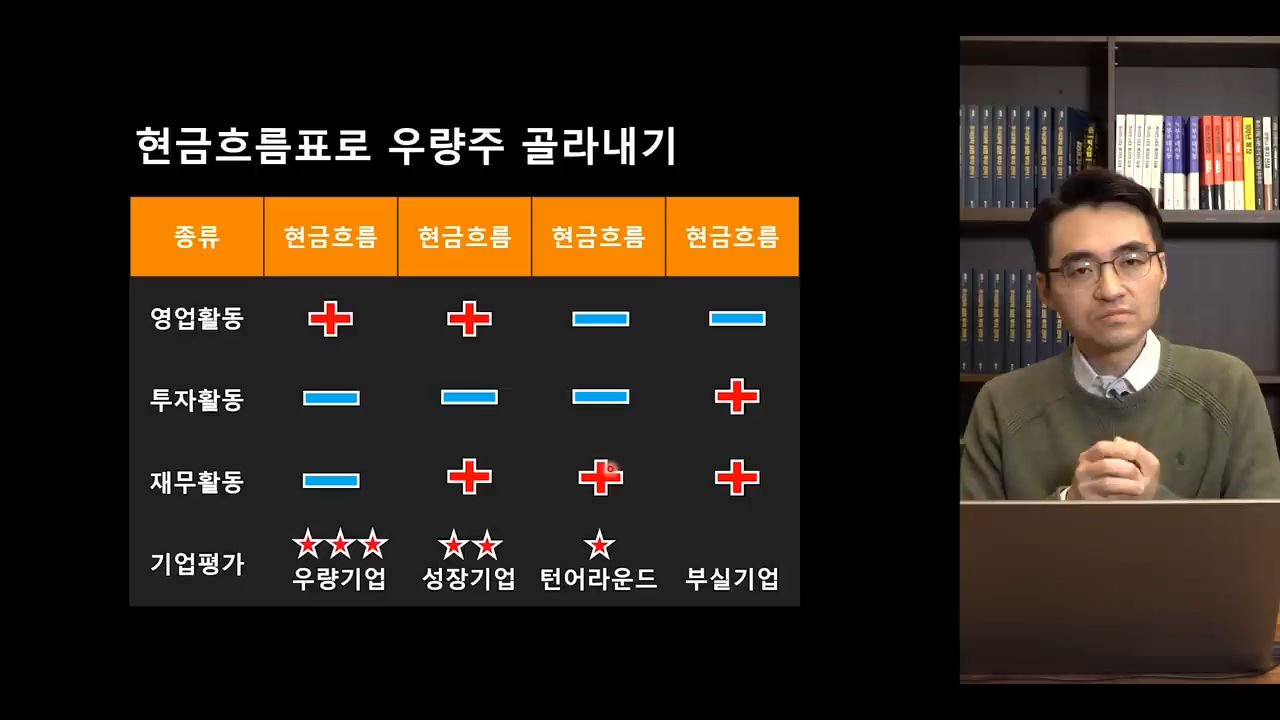 현금흐름표로 우량주 골라내기
종류 현금흐름 현금흐름 현금흐름 현금흐름
영업활동
투자활동
재무활동
기업평가
우량기업 성장기업 턴어라운드 부실기업